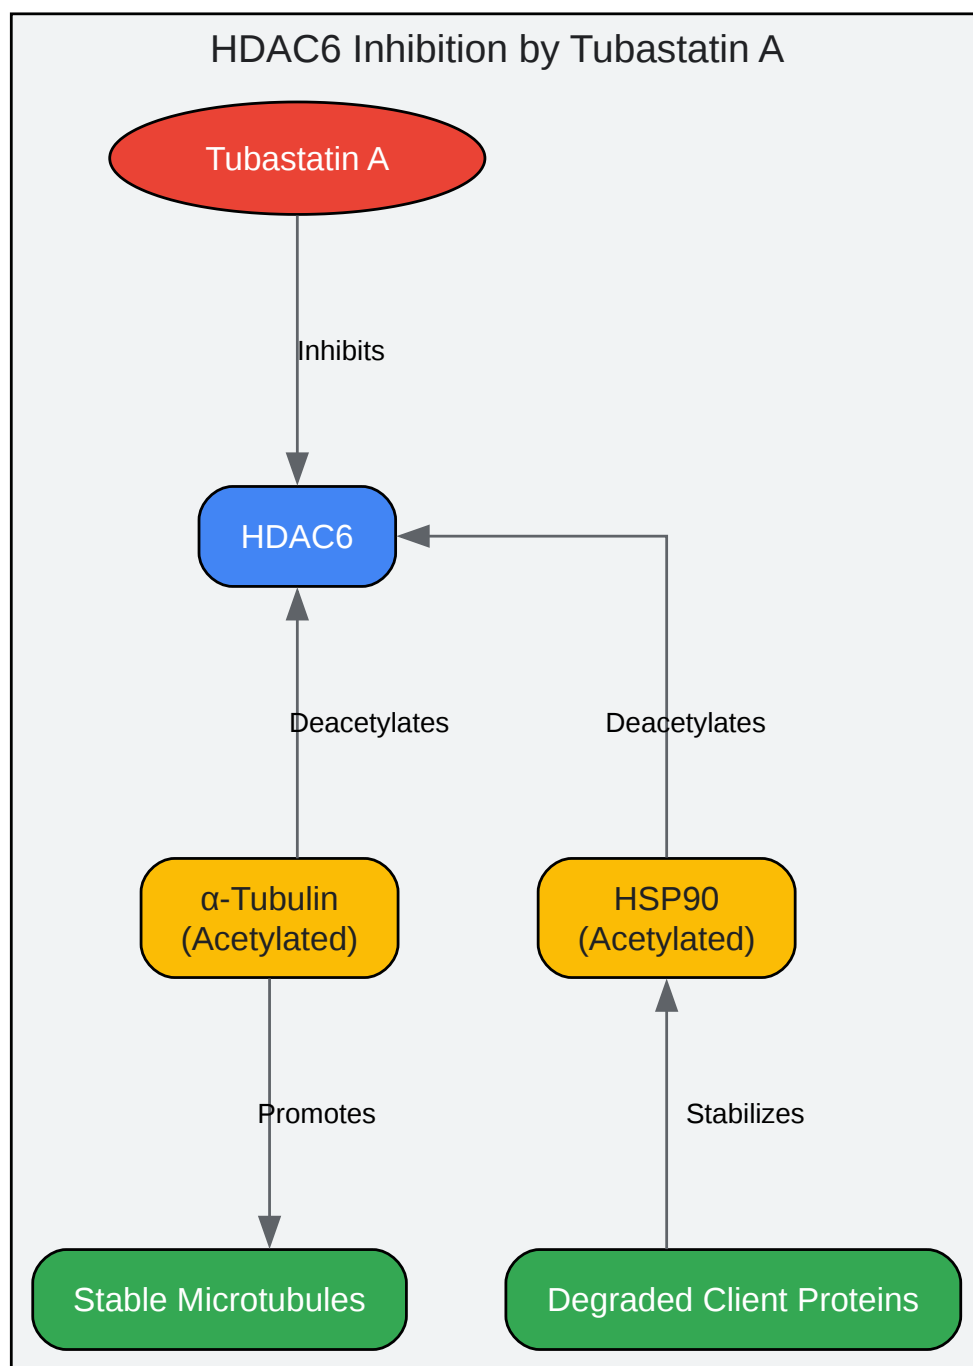 HDAC6 Inhibition by Tubastatin A
Tubastatin A
Inhibits
HDAC6
Deacetylates
Deacetylates
α-Tubulin
(Acetylated)
HSP90
(Acetylated)
Promotes
Stabilizes
Stable Microtubules
Degraded Client Proteins